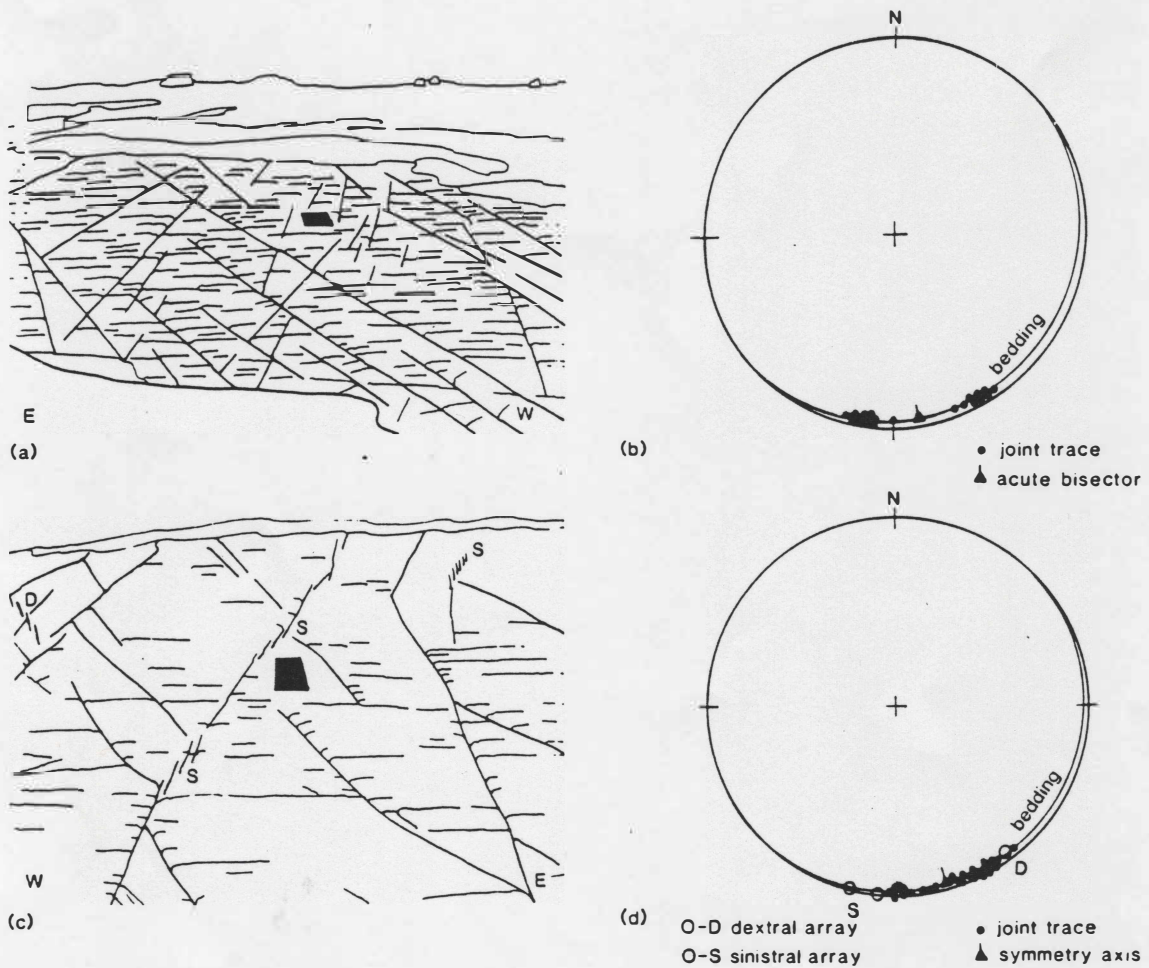 N
bedding
E
W
(a)
(b)
• joint trace
acute bisector
N
S
D
S
bedding
S
D
W
E
S
(c)
(d)
O-D dextral array
• joint trace
O-S sinistral array
symmetry axis